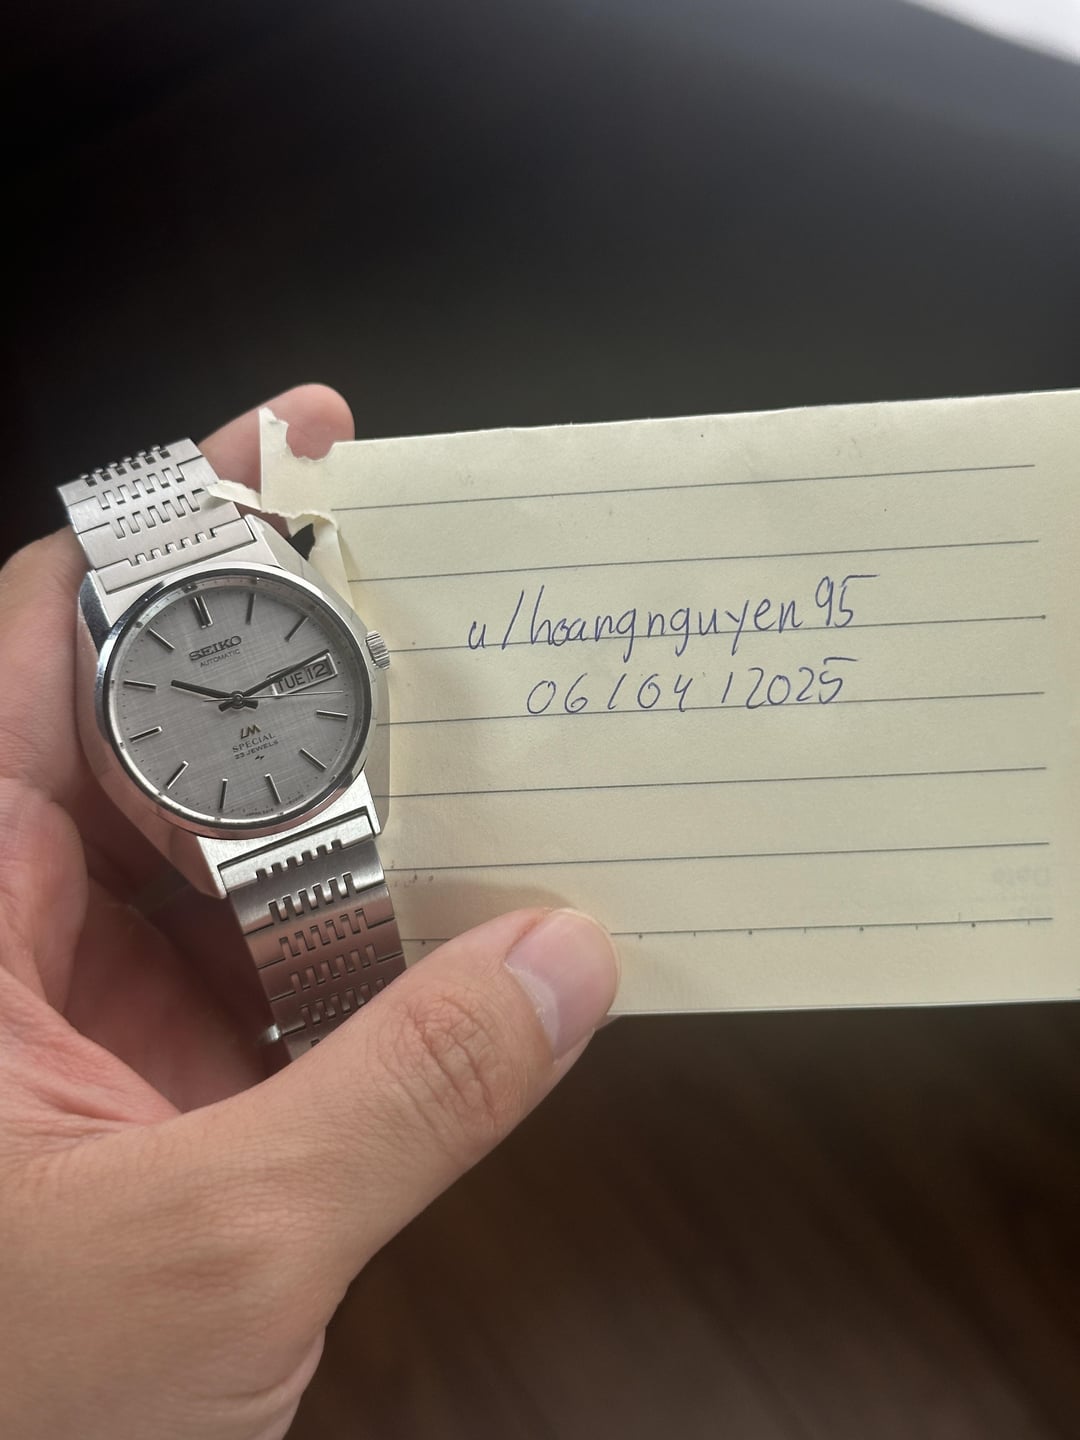 SEIKO
AUTOMATIC
TUE 12
LM
SPECIAL
23 JEWELS
u/hoangnguyen95
06/04/2025